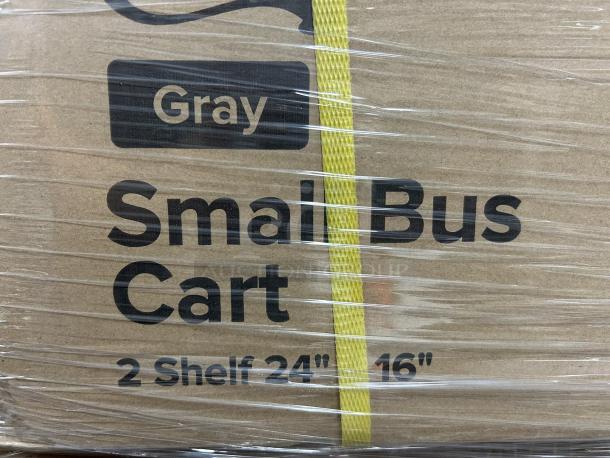 Gray
Small Bus
Cart
2 Shelf 24" 16"